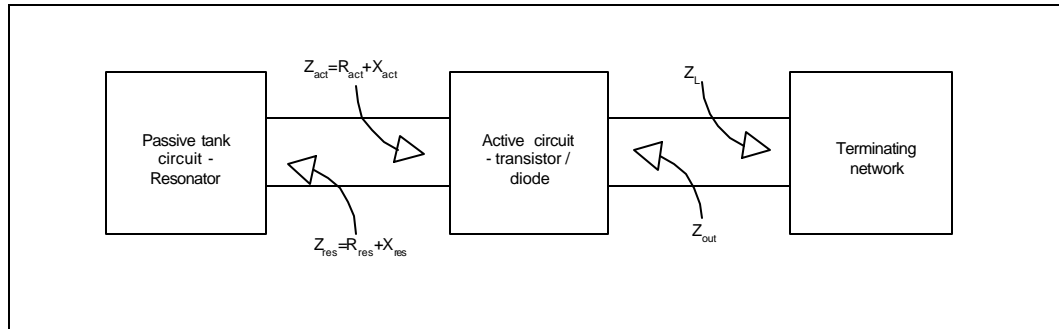 Z_act=R_act+X_act
Z_L
Passive tank
circuit -
Resonator
Active circuit
- transistor /
diode
Terminating
network
Z_res=R_res+X_res
Z_out